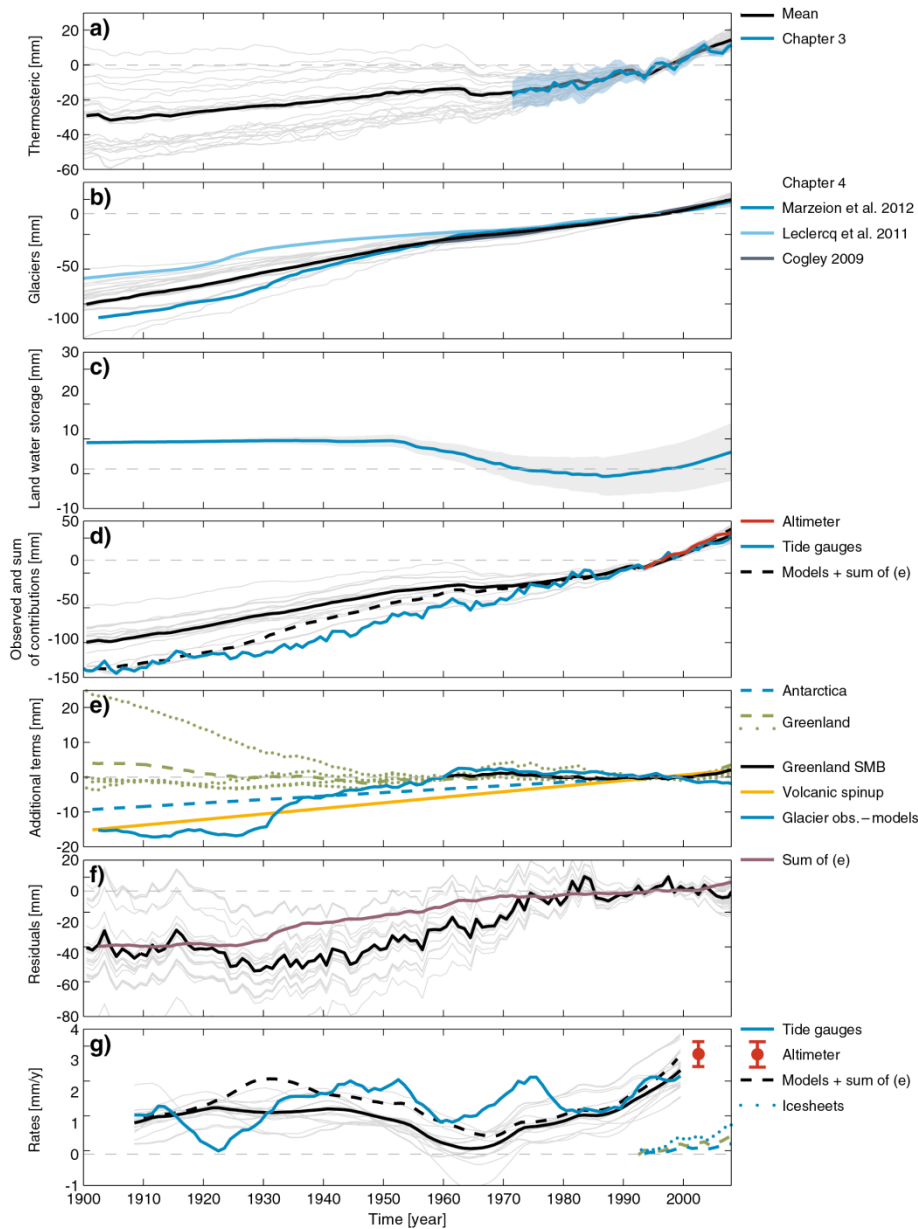 a)
Thermosteric [mm]
20
0
-20
-40
-60
Mean
Chapter 3
b)
Glaciers [mm]
0
-50
-100
Chapter 4
Marzeion et al. 2012
Leclercq et al. 2011
Cogley 2009
c)
Land water storage [mm]
30
20
10
0
-10
d)
Observed and sum
of contributions [mm]
50
0
-50
-100
-150
Altimeter
Tide gauges
Models + sum of (e)
e)
Additional terms [mm]
20
10
0
-10
-20
Antarctica
Greenland
Greenland SMB
Volcanic spinup
Glacier obs.–models
f)
Residuals [mm]
20
0
-20
-40
-60
-80
Sum of (e)
g)
Rates [mm/y]
4
3
2
1
0
-1
Tide gauges
Altimeter
Models + sum of (e)
Icesheets
1900 1910 1920 1930 1940 1950 1960 1970 1980 1990 2000
Time [year]